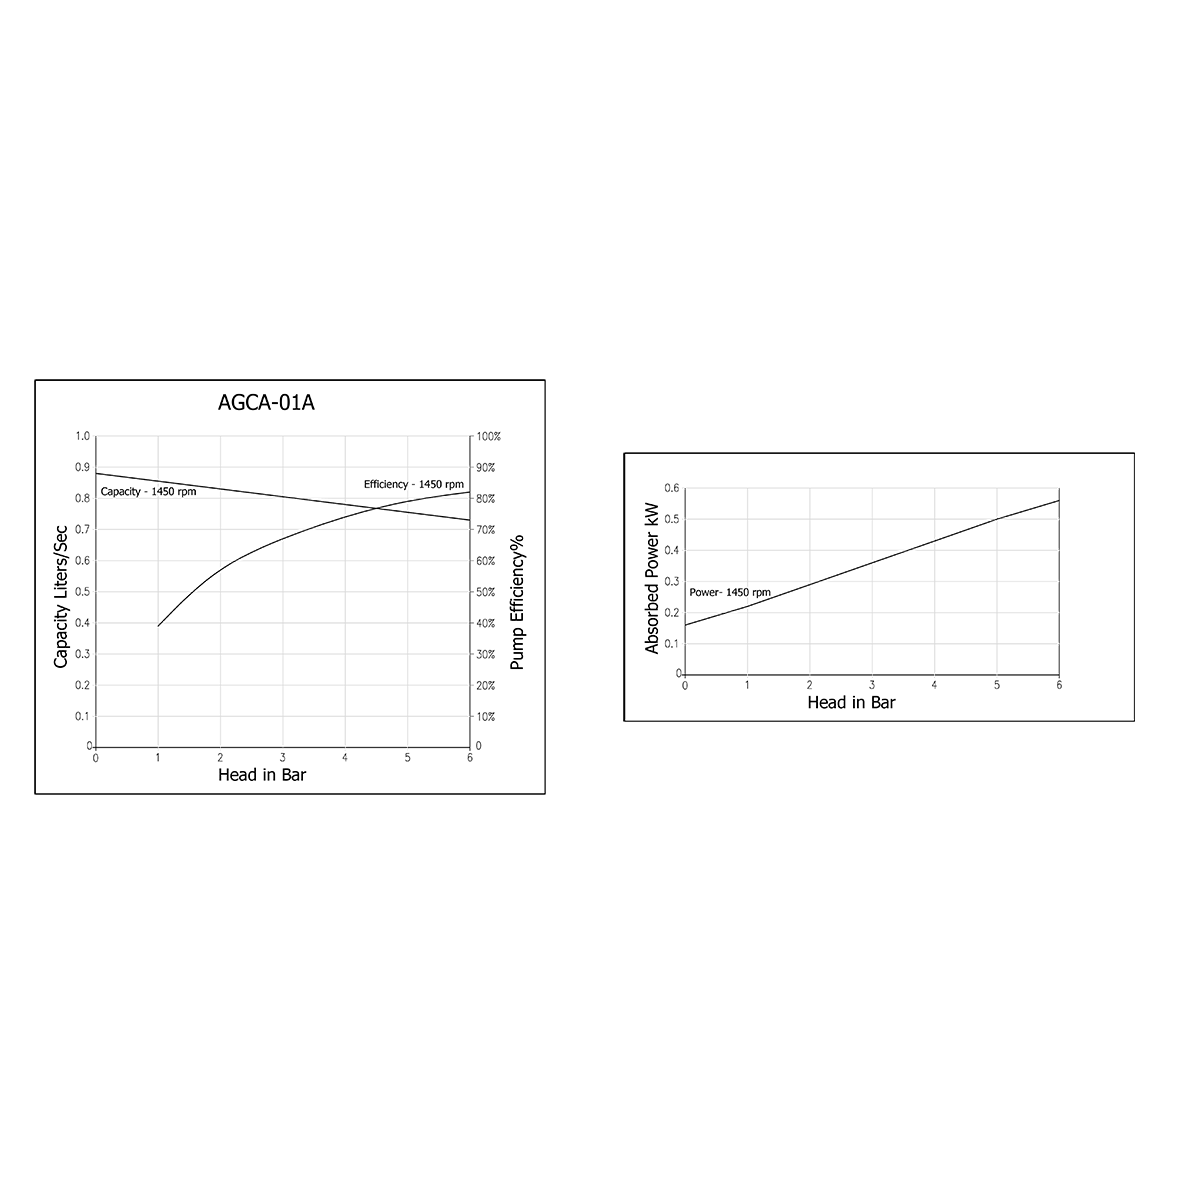 AGCA-01A
1.0
0.9
0.8
0.7
0.6
0.5
0.4
0.3
0.2
0.1
0
Capacity Liters/Sec
Capacity - 1450 rpm
Efficiency - 1450 rpm
100%
90%
80%
70%
60%
50%
40%
30%
20%
10%
0
Pump Efficiency%
0 1 2 3 4 5 6
Head in Bar
0.6
0.5
0.4
0.3
0.2
0.1
0
Absorbed Power kW
Power- 1450 rpm
0 1 2 3 4 5 6
Head in Bar